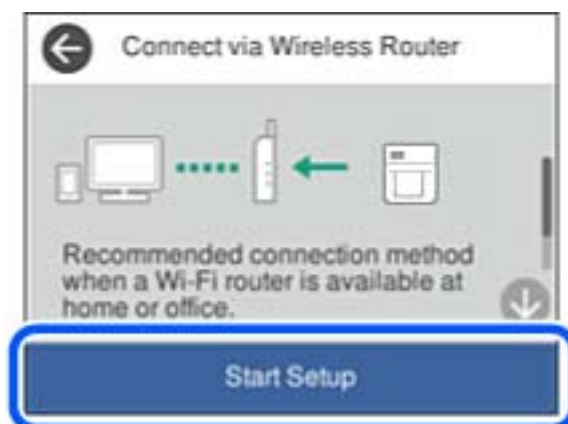 Connect via Wireless Router
Recommended connection method
when a Wi-Fi router is available at
home or office.
Start Setup